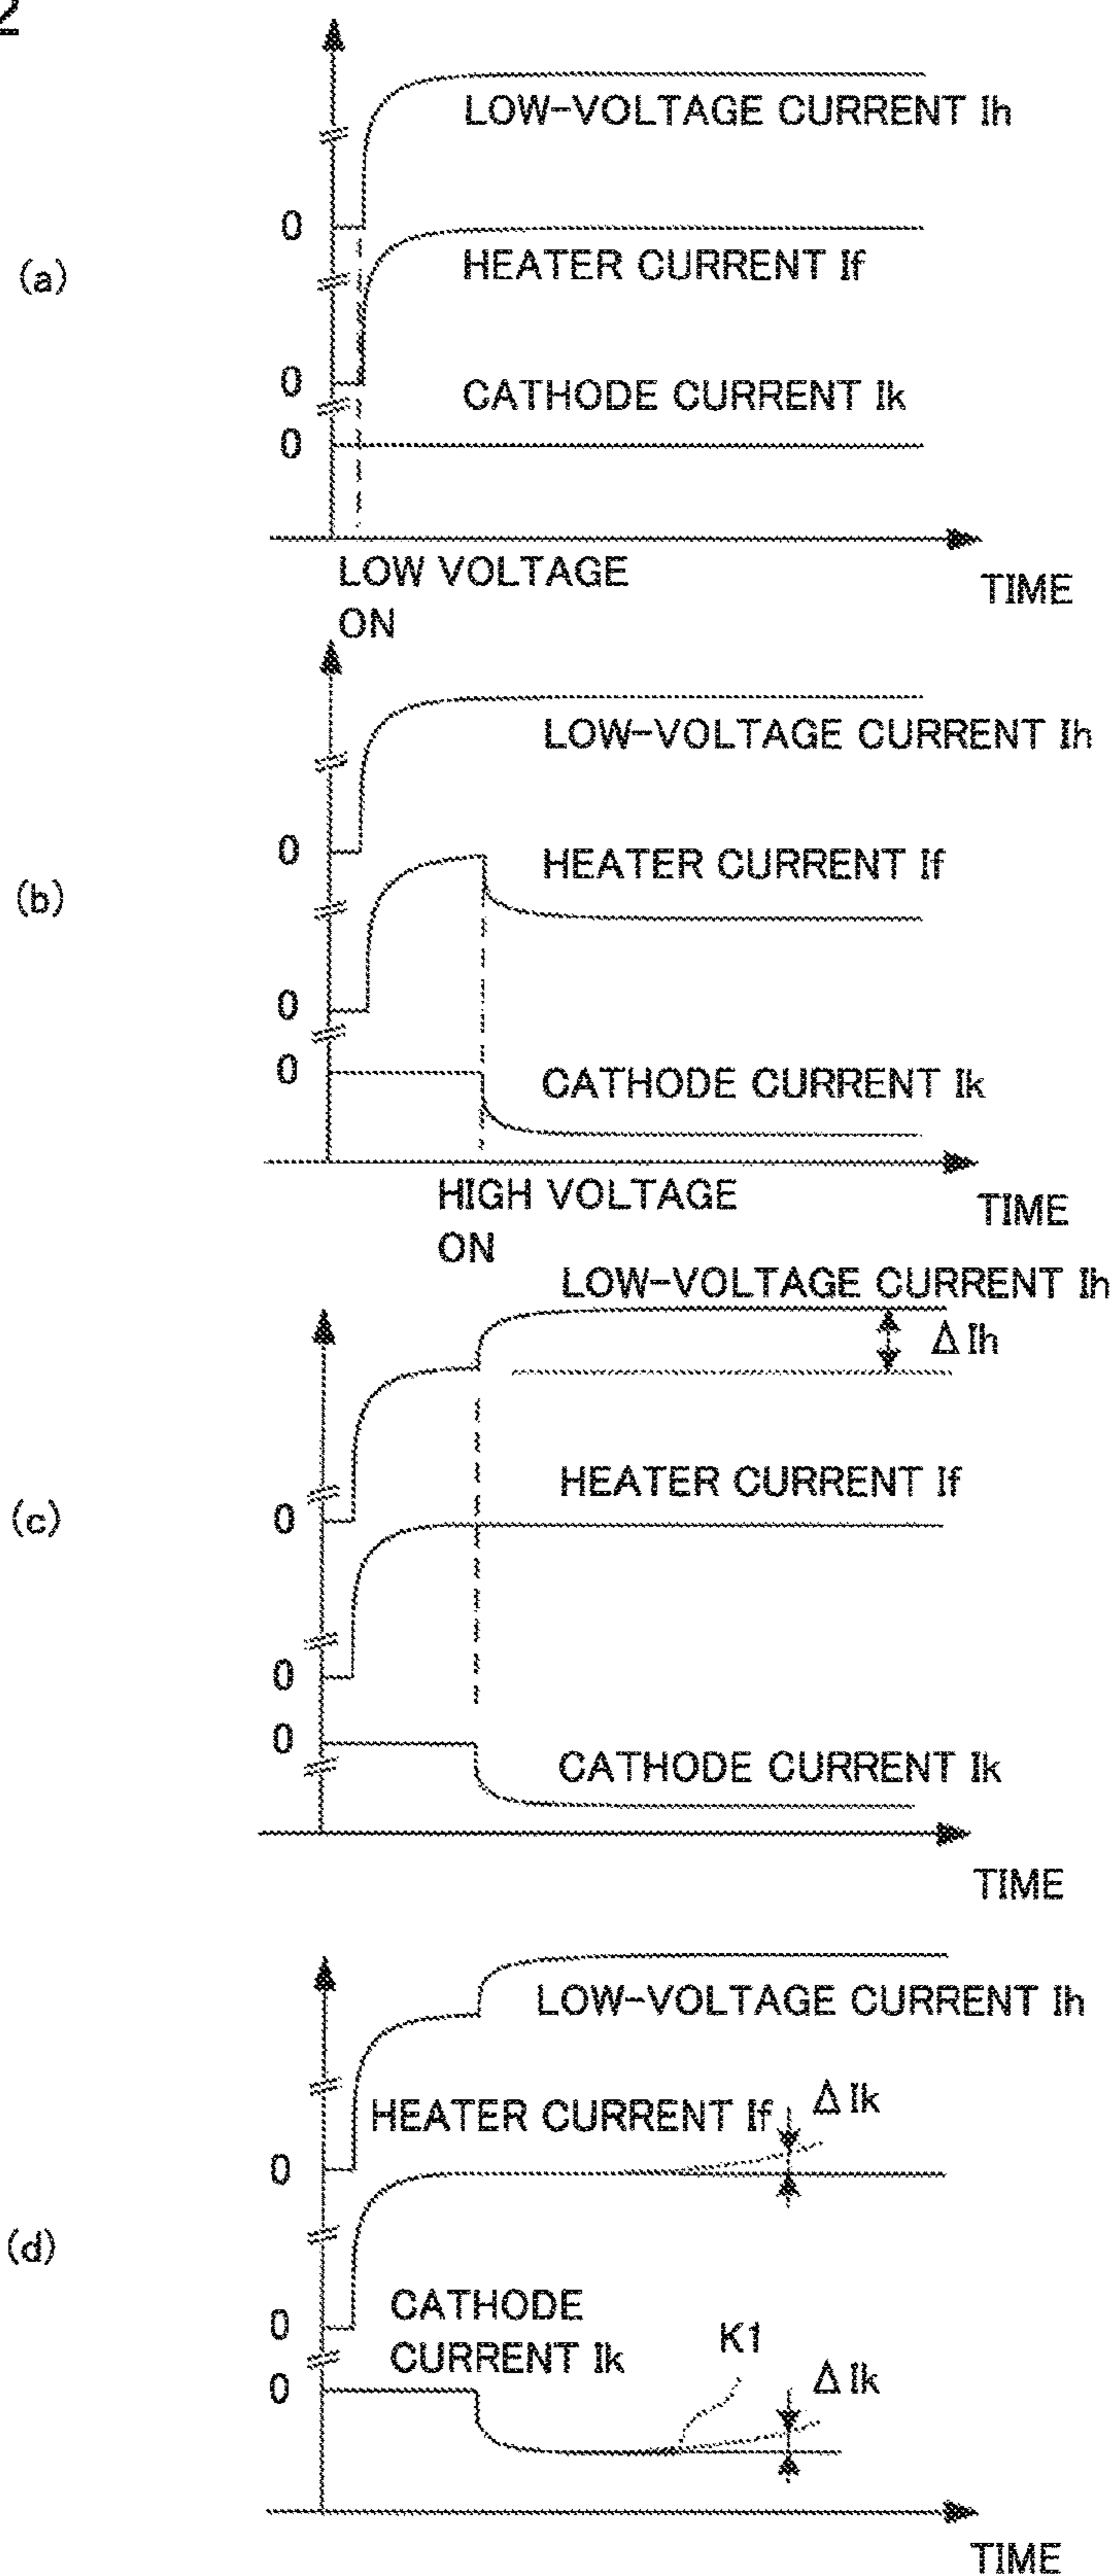 2
LOW-VOLTAGE CURRENT Ih
0
HEATER CURRENT If
(a)
0
CATHODE CURRENT Ik
0
LOW VOLTAGE
ON
TIME
LOW-VOLTAGE CURRENT Ih
0
HEATER CURRENT If
(b)
0
0
CATHODE CURRENT Ik
HIGH VOLTAGE
ON
TIME
LOW-VOLTAGE CURRENT Ih
Δ Ih
HEATER CURRENT If
(c)
0
0
0
CATHODE CURRENT Ik
TIME
LOW-VOLTAGE CURRENT Ih
HEATER CURRENT If
Δ Ik
0
(d)
0
CATHODE
CURRENT Ik
K1
0
Δ Ik
TIME